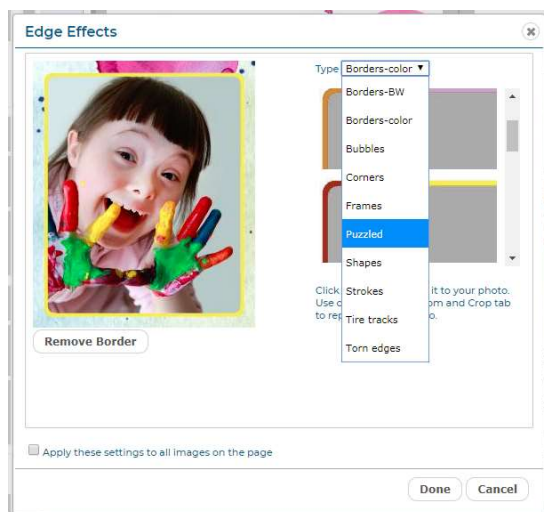 Edge Effects
Type Borders-color
Borders-BW
Borders-color
Bubbles
Corners
Frames
Puzzled
Shapes
Strokes
Tire tracks
Torn edges
Click it to your photo.
Use om and Crop tab
to rep o.
Remove Border
Apply these settings to all images on the page
Done Cancel